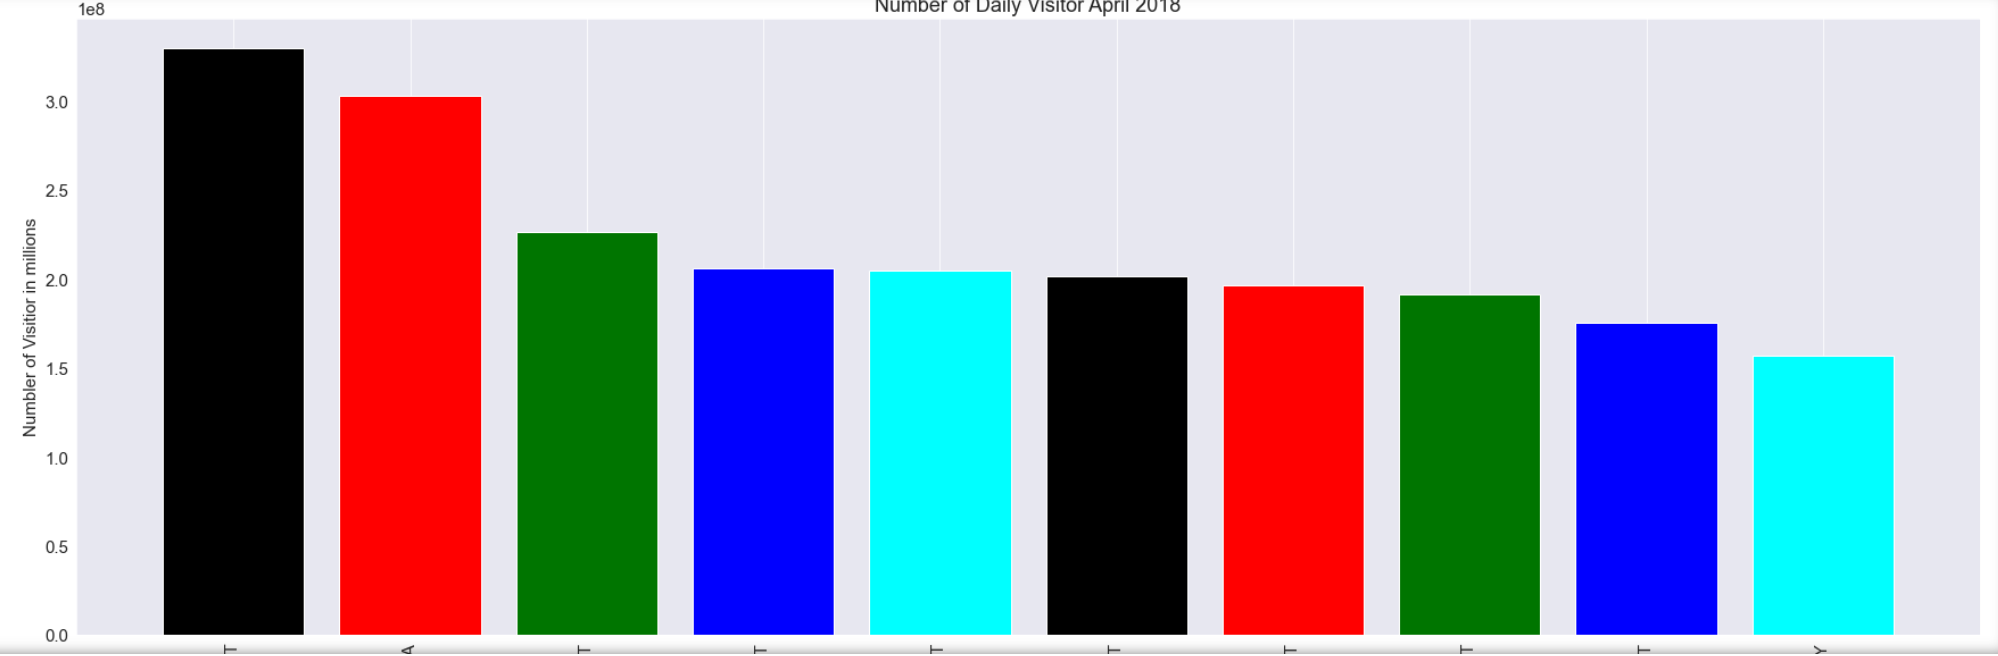 Number of Daily Visitor April 2018
1e8
3.0
2.5
2.0
1.5
1.0
0.5
0.0
Numbler of Visitior in millions
T
A
T
T
T
T
T
T
T
Y